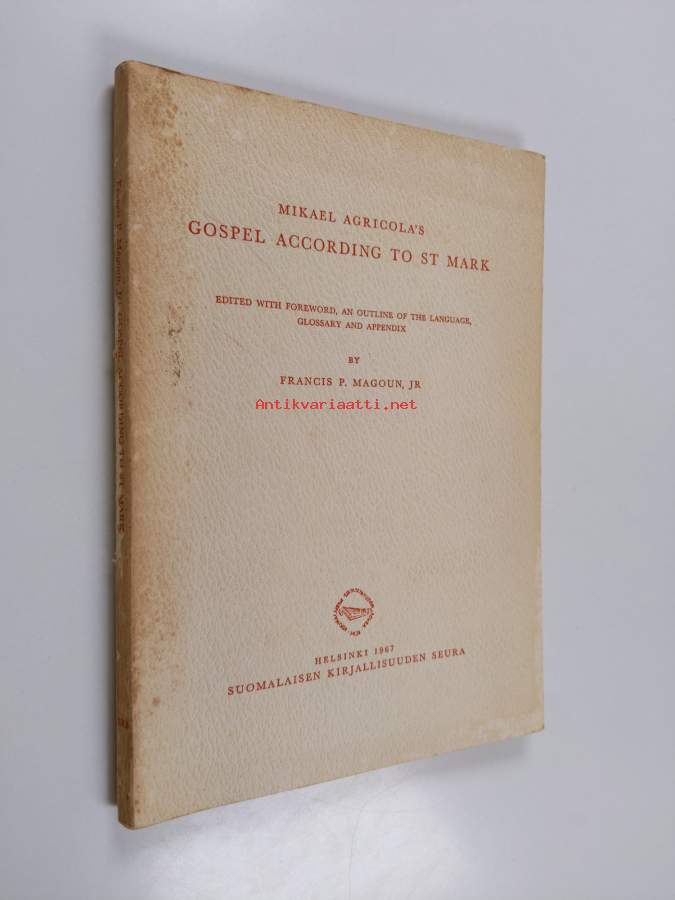 MIKAEL AGRICOLA'S
GOSPEL ACCORDING TO ST MARK
EDITED WITH FOREWORD, AN OUTLINE OF THE LANGUAGE,
GLOSSARY AND APPENDIX
BY
FRANCIS P. MAGOUN, JR
Antikvariaatti.net
HELSINKI 1967
SUOMALAISEN KIRJALLISUUDEN SEURA